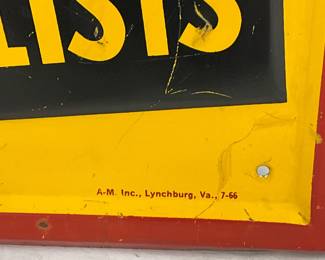 LISTS
A-M. Inc., Lynchburg, Va., 7-66